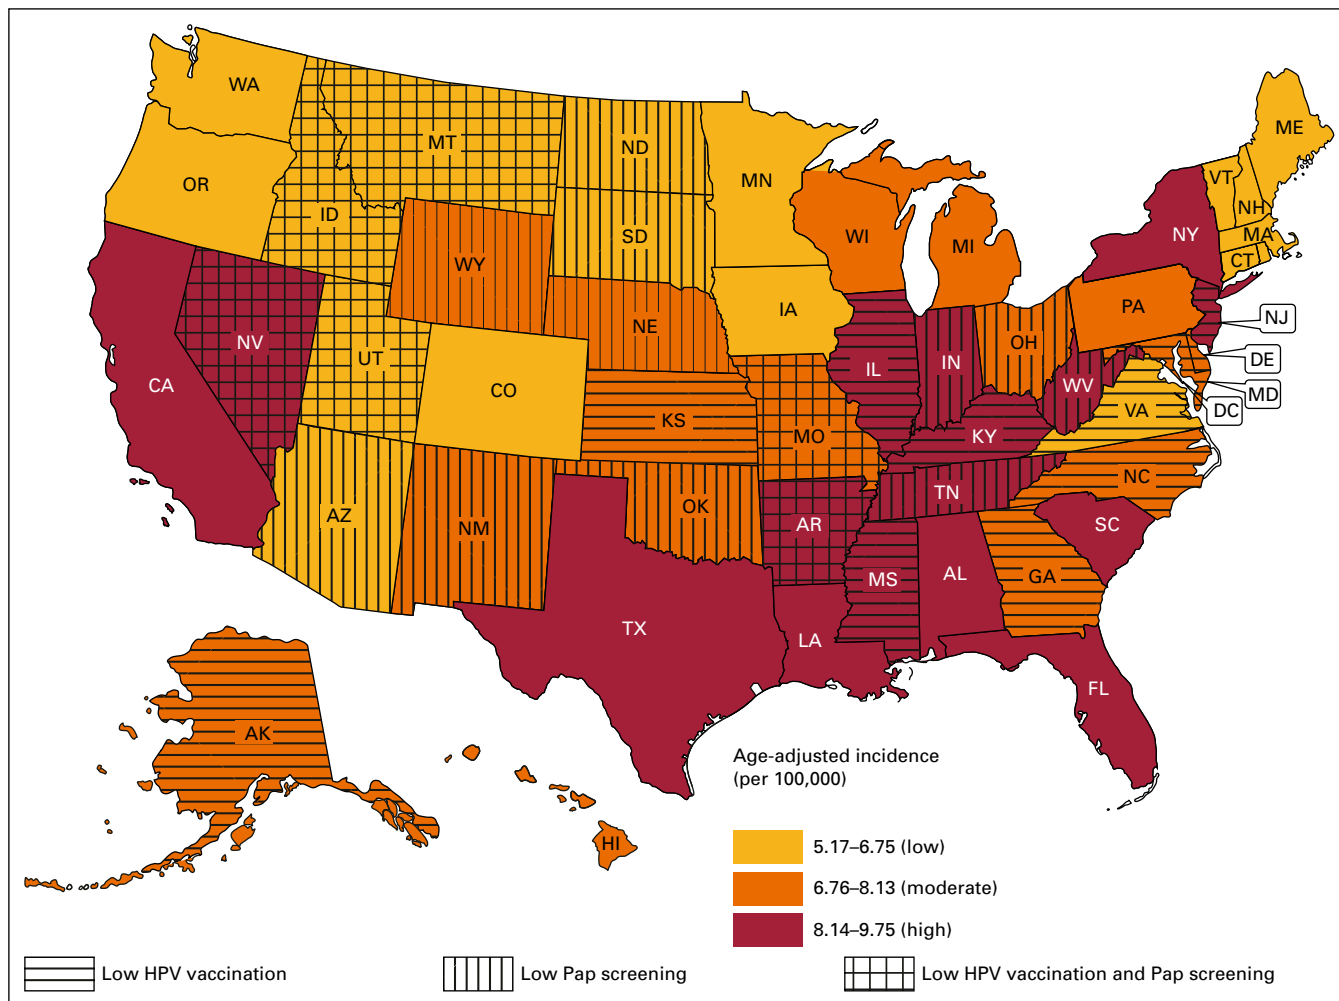 WA
MT
ND
MN
ME
OR
ID
SD
WY
WI
MI
VT
NH
NY
MA
CT
NV
UT
CO
NE
IA
PA
NJ
CA
IL
IN
OH
DE
WV
MD
VA
DC
KS
MO
KY
AZ
NM
OK
AR
TN
NC
SC
MS
AL
GA
TX
LA
FL
AK
HI
Age-adjusted incidence
(per 100,000)
5.17–6.75 (low)
6.76–8.13 (moderate)
8.14–9.75 (high)
Low HPV vaccination
Low Pap screening
Low HPV vaccination and Pap screening